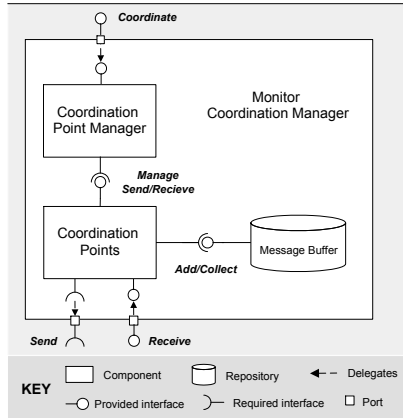 Coordinate
Coordination
Point Manager
Monitor
Coordination Manager
Manage
Send/Recieve
Coordination
Points
Message Buffer
Add/Collect
Send
Receive
KEY
Component
Repository
Delegates
Provided interface
Required interface
Port